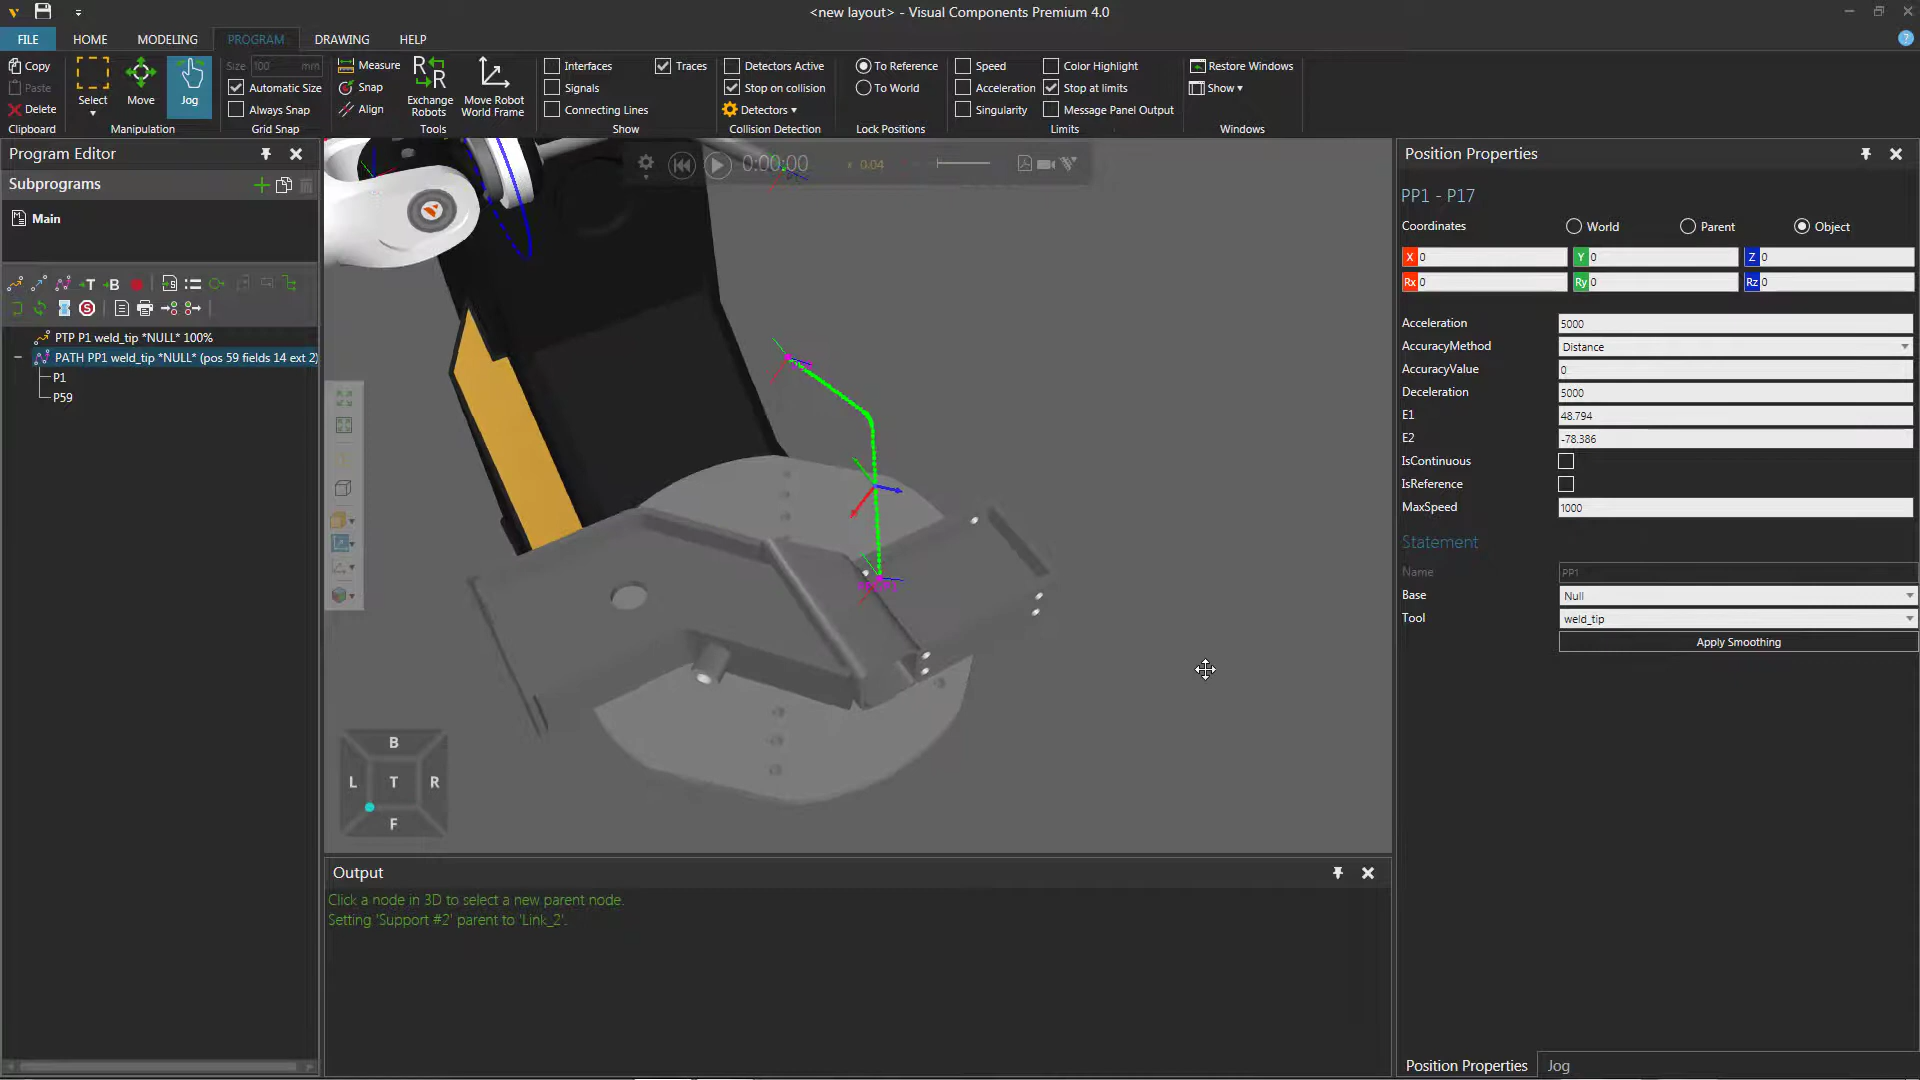 <new layout> - Visual Components Premium 4.0
FILE HOME MODELING PROGRAM DRAWING HELP
Copy
Paste
Delete
Clipboard
Select
Move
Jog
Manipulation
Size 100 mm
Automatic Size
Always Snap
Grid Snap
Measure
Snap
Align
Exchange Robots
Move Robot World Frame
Tools
Interfaces
Signals
Connecting Lines
Traces
Show
Detectors Active
Stop on collision
Detectors
Collision Detection
To Reference
To World
Lock Positions
Speed
Acceleration
Singularity
Color Highlight
Stop at limits
Message Panel Output
Limits
Restore Windows
Show
Windows
Program Editor
Subprograms
Main
PTP P1 weld_tip *NULL* 100%
PATH PP1 weld_tip *NULL* (pos 59 fields 14 ext 2)
P1
P59
0:00:00
x 0.04
B
L T R
F
Output
Click a node in 3D to select a new parent node.
Setting 'Support #2' parent to 'Link_2'.
Position Properties
PP1 - P17
Coordinates World Parent Object
X 0 Y 0 Z 0
Rx 0 Ry 0 Rz 0
Acceleration 5000
AccuracyMethod Distance
AccuracyValue 0
Deceleration 5000
E1 48.794
E2 -78.386
IsContinuous
IsReference
MaxSpeed 1000
Statement
Name PP1
Base Null
Tool weld_tip
Apply Smoothing
Position Properties Jog